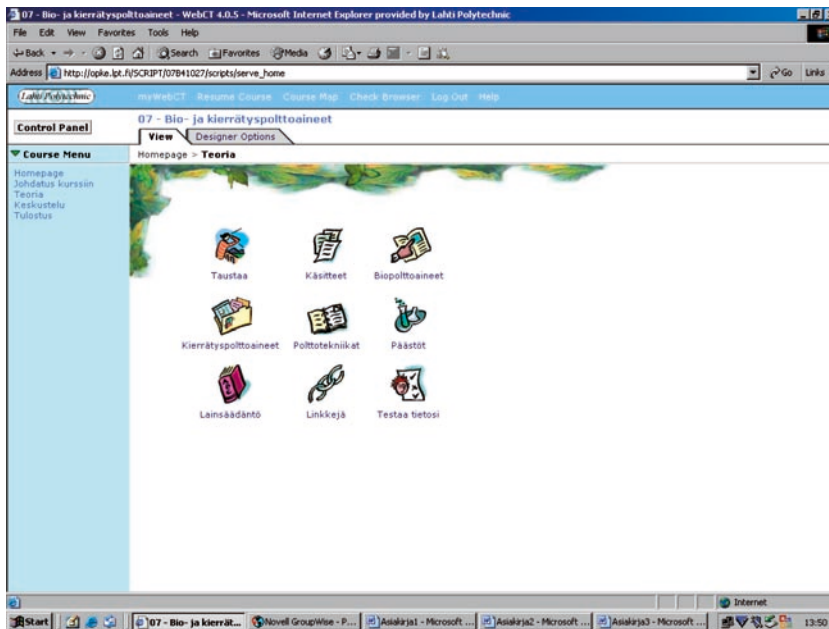 07 - Bio- ja kierrätyspolttoaineet - WebCT 4.0.5 - Microsoft Internet Explorer provided by Lahti Polytechnic
File Edit View Favorites Tools Help
Back Search Favorites Media
Address http://opke.lpt.fi/SCRIPT/07B41027/scripts/serve_home Go Links
Lahti Polytechnic myWebCT Resume Course Course Map Check Browser Log Out Help
Control Panel
07 - Bio- ja kierrätyspolttoaineet
View Designer Options
Course Menu
Homepage > Teoria
Homepage
Johdatus kurssiin
Teoria
Keskustelu
Tulostus
Taustaa Käsitteet Biopolttoaineet
Kierrätyspolttoaineet Polttotekniikat Päästöt
Lainsäädäntö Linkkejä Testaa tietosi
Internet
Start 07 - Bio- ja kierrät... Novell GroupWise - P... Asiakirja1 - Microsoft ... Asiakirja2 - Microsoft ... Asiakirja3 - Microsoft ... 13:50